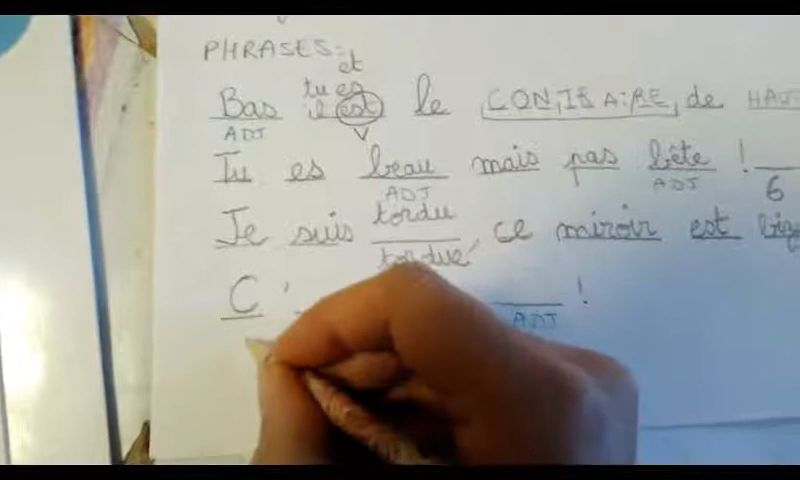 PHRASES:
et
tu es
Bas il est le CONTRAIRE, de
ADJ V
Tu es beau mais pas bête !
ADJ ADJ 6
tordu
Je suis ce miroir est
tordue
C' !
ADJ